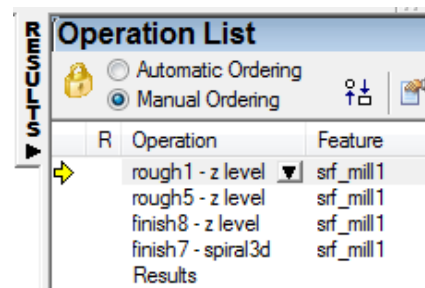 RESULTS
Operation List
Automatic Ordering
Manual Ordering
R Operation Feature
rough1 - z level srf_mill1
rough5 - z level srf_mill1
finish8 - z level srf_mill1
finish7 - spiral3d srf_mill1
Results